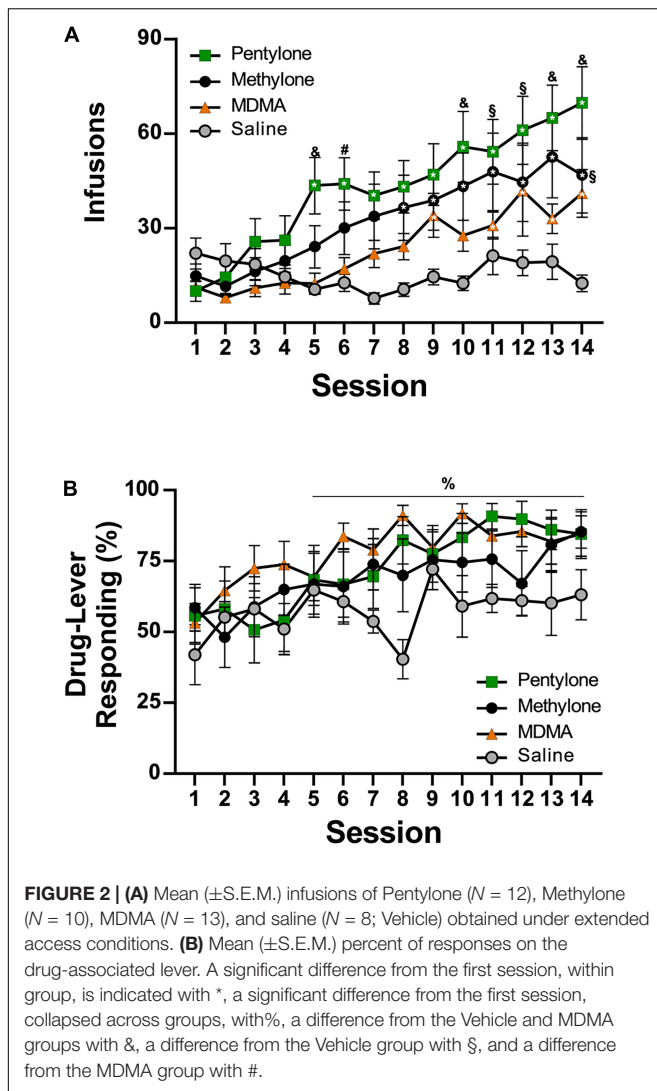 A
Infusions
90
60
30
0
Pentylone
Methylone
MDMA
Saline
& # & § § & &
§
1 2 3 4 5 6 7 8 9 10 11 12 13 14
Session
B
Drug-Lever
Responding (%)
100
75
50
25
0
%
Pentylone
Methylone
MDMA
Saline
1 2 3 4 5 6 7 8 9 10 11 12 13 14
Session
FIGURE 2 | (A) Mean (±S.E.M.) infusions of Pentylone (N = 12), Methylone
(N = 10), MDMA (N = 13), and saline (N = 8; Vehicle) obtained under extended
access conditions. (B) Mean (±S.E.M.) percent of responses on the
drug-associated lever. A significant difference from the first session, within
group, is indicated with *, a significant difference from the first session,
collapsed across groups, with%, a difference from the Vehicle and MDMA
groups with &, a difference from the Vehicle group with §, and a difference
from the MDMA group with #.